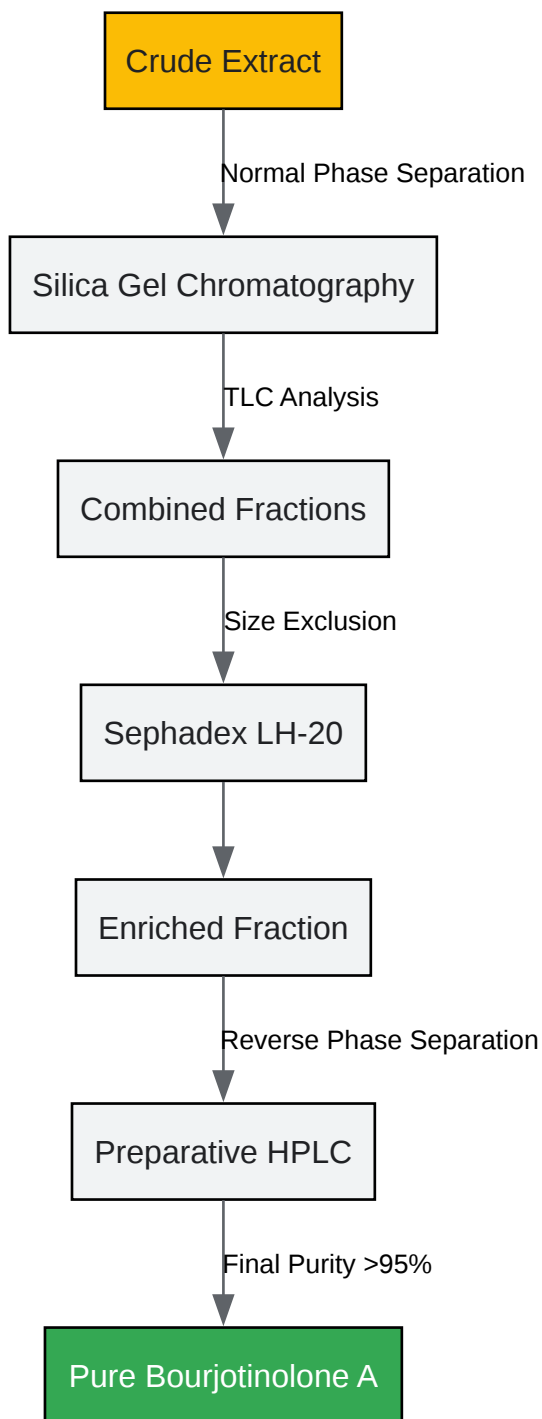 Crude Extract
Normal Phase Separation
Silica Gel Chromatography
TLC Analysis
Combined Fractions
Size Exclusion
Sephadex LH-20
Enriched Fraction
Reverse Phase Separation
Preparative HPLC
Final Purity >95%
Pure Bourjotinolone A